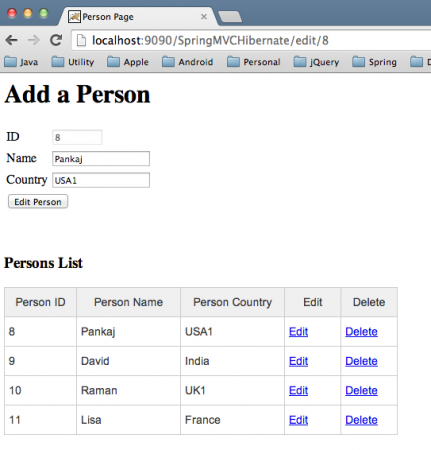 Person Page
localhost:9090/SpringMVCHibernate/edit/8
Java Utility Apple Android Personal jQuery Spring
Add a Person
ID 8
Name Pankaj
Country USA1
Edit Person
Persons List
Person ID Person Name Person Country Edit Delete
8 Pankaj USA1 Edit Delete
9 David India Edit Delete
10 Raman UK1 Edit Delete
11 Lisa France Edit Delete